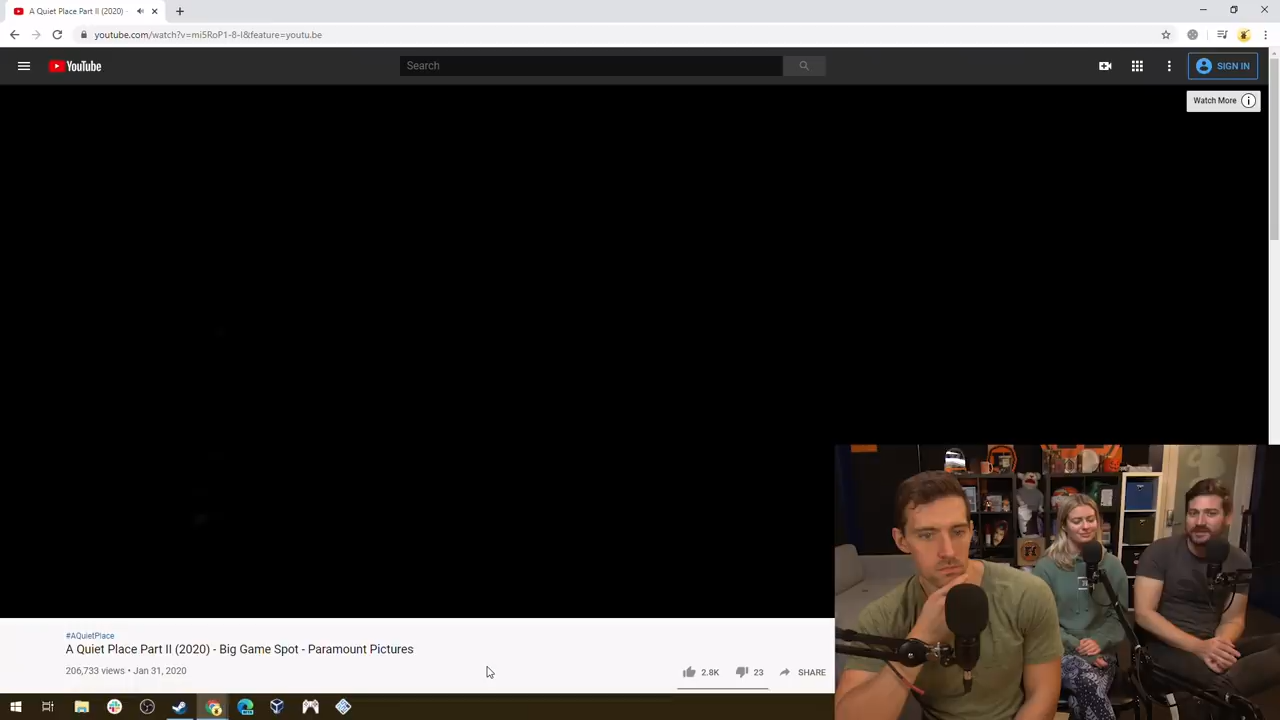 A Quiet Place Part II (2020) -
youtube.com/watch?v=mi5RoP1-8-I&feature=youtu.be
YouTube
Search
SIGN IN
Watch More
#AQuietPlace
A Quiet Place Part II (2020) - Big Game Spot - Paramount Pictures
206,733 views • Jan 31, 2020
2.8K
23
SHARE